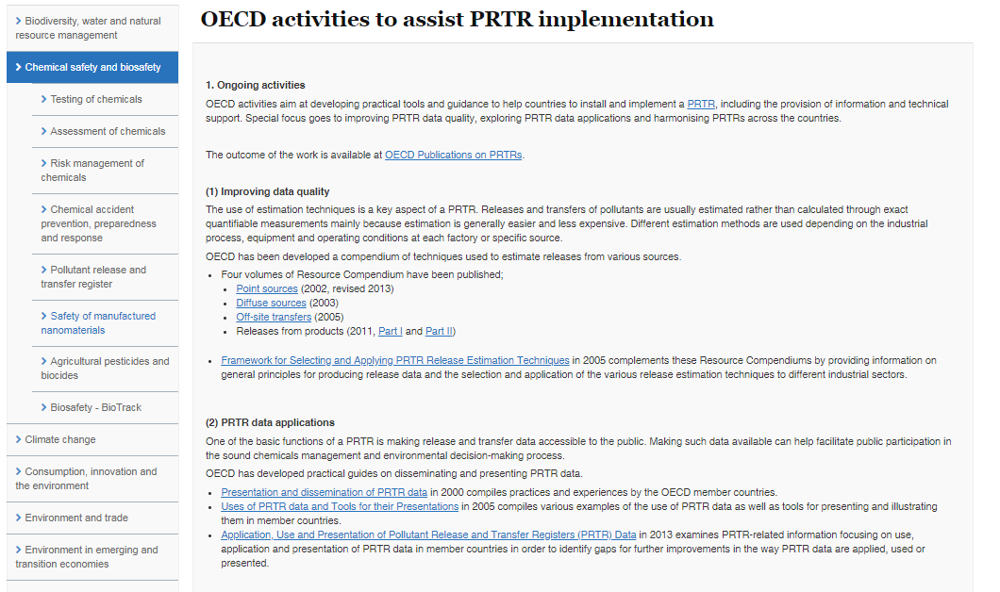 Biodiversity, water and natural
resource management
Chemical safety and biosafety
Testing of chemicals
Assessment of chemicals
Risk management of
chemicals
Chemical accident
prevention, preparedness
and response
Pollutant release and
transfer register
Safety of manufactured
nanomaterials
Agricultural pesticides and
biocides
Biosafety - BioTrack
Climate change
Consumption, innovation and
the environment
Environment and trade
Environment in emerging and
transition economies
OECD activities to assist PRTR implementation
1. Ongoing activities
OECD activities aim at developing practical tools and guidance to help countries to install and implement a PRTR, including the provision of information and technical
support. Special focus goes to improving PRTR data quality, exploring PRTR data applications and harmonising PRTRs across the countries.
The outcome of the work is available at OECD Publications on PRTRs.
(1) Improving data quality
The use of estimation techniques is a key aspect of a PRTR. Releases and transfers of pollutants are usually estimated rather than calculated through exact
quantifiable measurements mainly because estimation is generally easier and less expensive. Different estimation methods are used depending on the industrial
process, equipment and operating conditions at each factory or specific source.
OECD has been developed a compendium of techniques used to estimate releases from various sources.
• Four volumes of Resource Compendium have been published;
• Point sources (2002, revised 2013)
• Diffuse sources (2003)
• Off-site transfers (2005)
• Releases from products (2011, Part I and Part II)
• Framework for Selecting and Applying PRTR Release Estimation Techniques in 2005 complements these Resource Compendiums by providing information on
general principles for producing release data and the selection and application of the various release estimation techniques to different industrial sectors.
(2) PRTR data applications
One of the basic functions of a PRTR is making release and transfer data accessible to the public. Making such data available can help facilitate public participation in
the sound chemicals management and environmental decision-making process.
OECD has developed practical guides on disseminating and presenting PRTR data.
• Presentation and dissemination of PRTR data in 2000 compiles practices and experiences by the OECD member countries.
• Uses of PRTR data and Tools for their Presentations in 2005 compiles various examples of the use of PRTR data as well as tools for presenting and illustrating
them in member countries.
• Application, Use and Presentation of Pollutant Release and Transfer Registers (PRTR) Data in 2013 examines PRTR-related information focusing on use,
application and presentation of PRTR data in member countries in order to identify gaps for further improvements in the way PRTR data are applied, used or
presented.